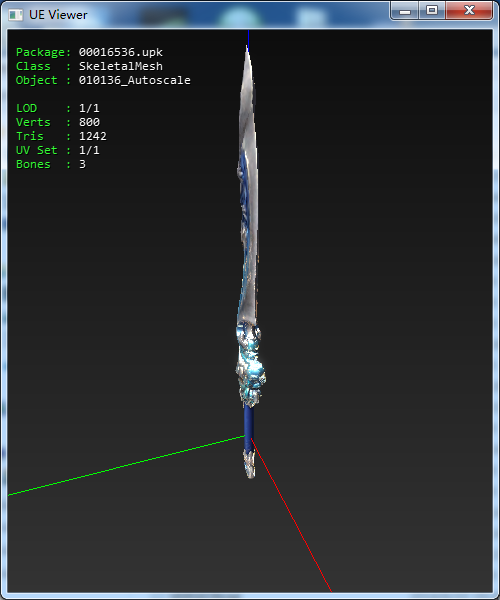 UE Viewer
Package: 00016536.upk
Class : SkeletalMesh
Object : 010136_Autoscale
LOD : 1/1
Verts : 800
Tris : 1242
UV Set : 1/1
Bones : 3